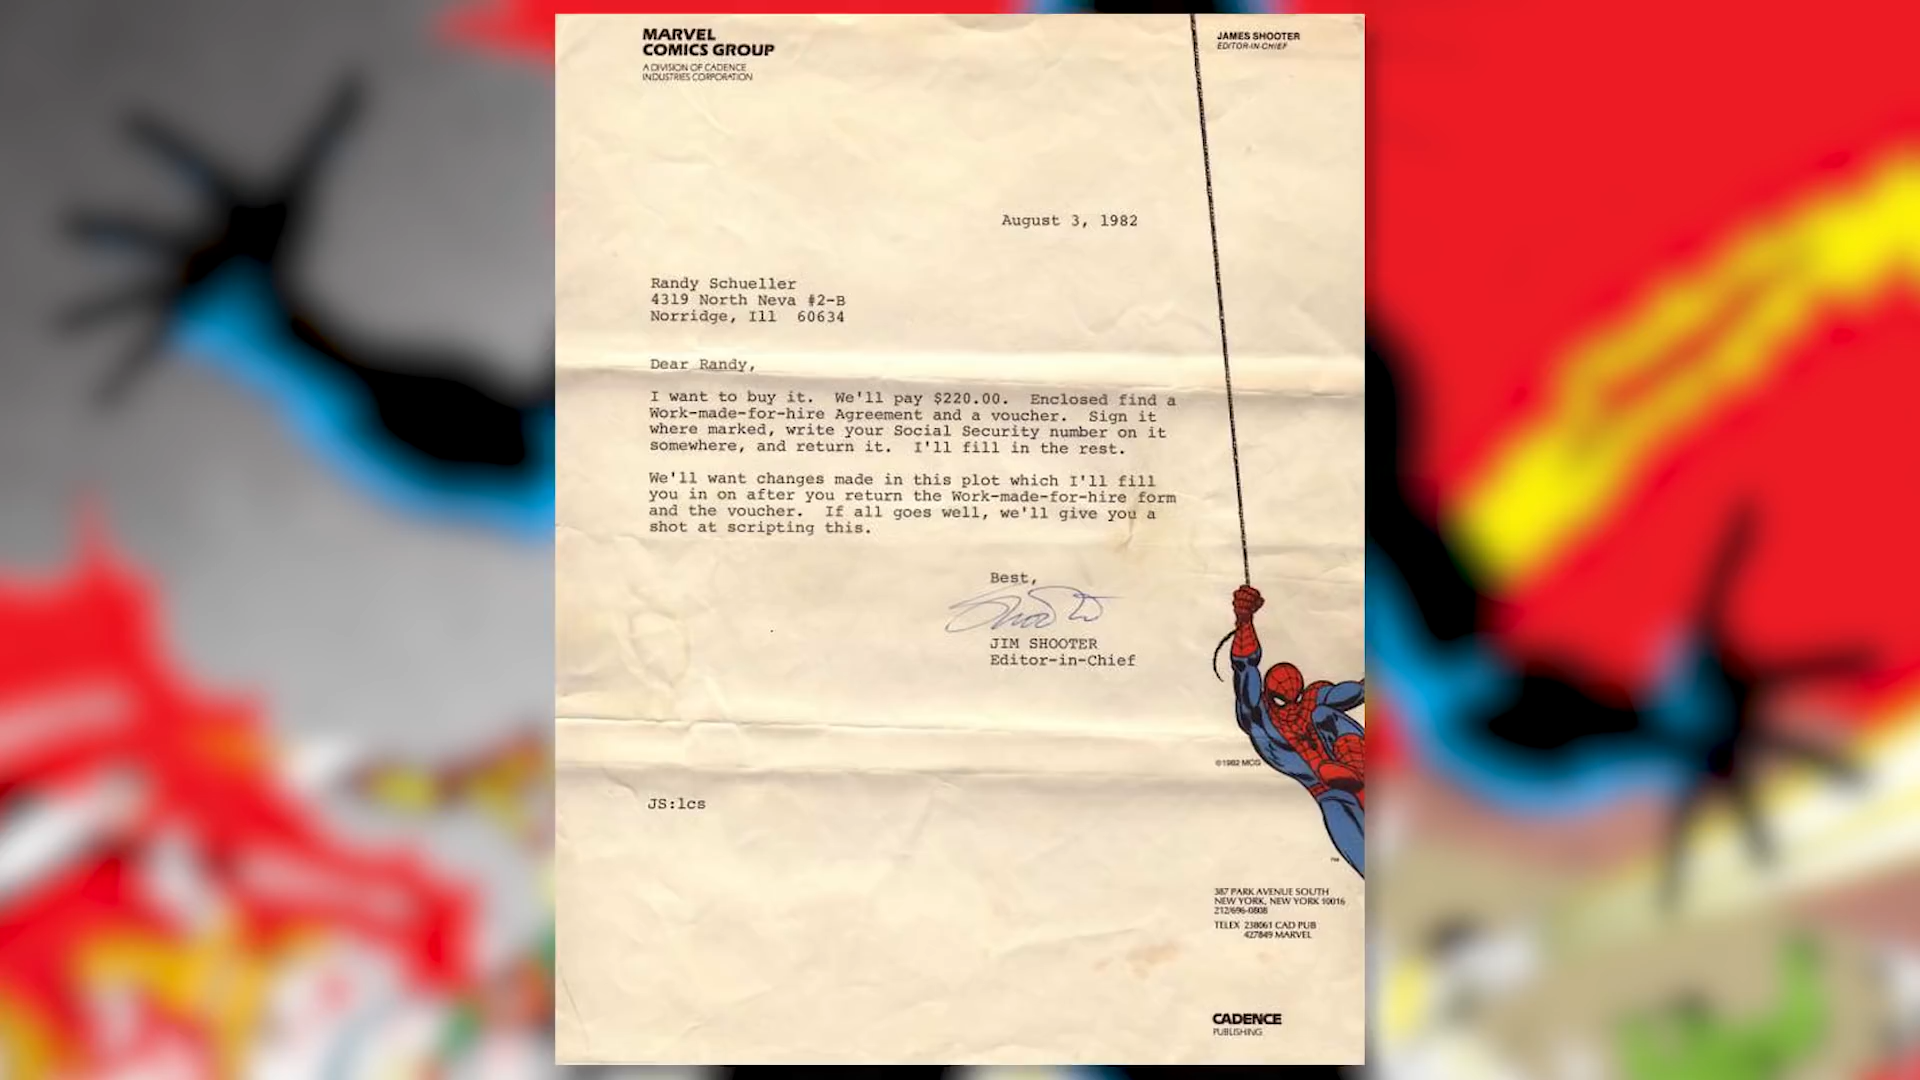 MARVEL
COMICS GROUP
A DIVISION OF CADENCE
INDUSTRIES CORPORATION
JAMES SHOOTER
EDITOR-IN-CHIEF
August 3, 1982
Randy Schueller
4319 North Neva #2-B
Norridge, Ill  60634
Dear Randy,
I want to buy it.  We'll pay $220.00.  Enclosed find a
Work-made-for-hire Agreement and a voucher.  Sign it
where marked, write your Social Security number on it
somewhere, and return it.  I'll fill in the rest.
We'll want changes made in this plot which I'll fill
you in on after you return the Work-made-for-hire form
and the voucher.  If all goes well, we'll give you a
shot at scripting this.
Best,
JIM SHOOTER
Editor-in-Chief
©1982 MCG
JS:lcs
TM
387 PARK AVENUE SOUTH
NEW YORK, NEW YORK 10016
212/696-0808
TELEX 238061 CAD PUB
427849 MARVEL
CADENCE
PUBLISHING